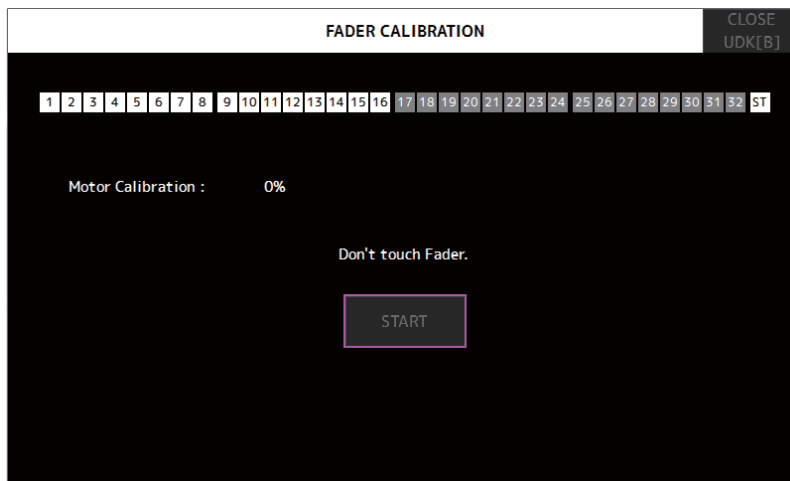 FADER CALIBRATION
CLOSE
UDK[B]
1 2 3 4 5 6 7 8 9 10 11 12 13 14 15 16 17 18 19 20 21 22 23 24 25 26 27 28 29 30 31 32 ST
Motor Calibration : 0%
Don't touch Fader.
START